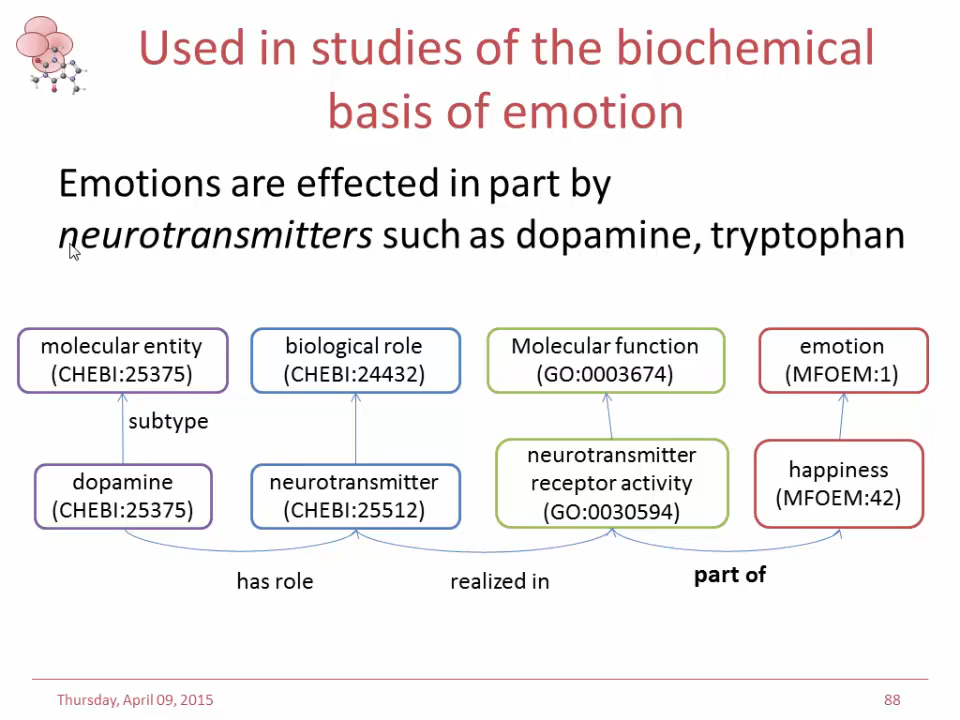 Used in studies of the biochemical
basis of emotion
Emotions are effected in part by
neurotransmitters such as dopamine, tryptophan
molecular entity
(CHEBI:25375)
biological role
(CHEBI:24432)
Molecular function
(GO:0003674)
emotion
(MFOEM:1)
subtype
dopamine
(CHEBI:25375)
neurotransmitter
(CHEBI:25512)
neurotransmitter
receptor activity
(GO:0030594)
happiness
(MFOEM:42)
has role
realized in
part of
Thursday, April 09, 2015
88